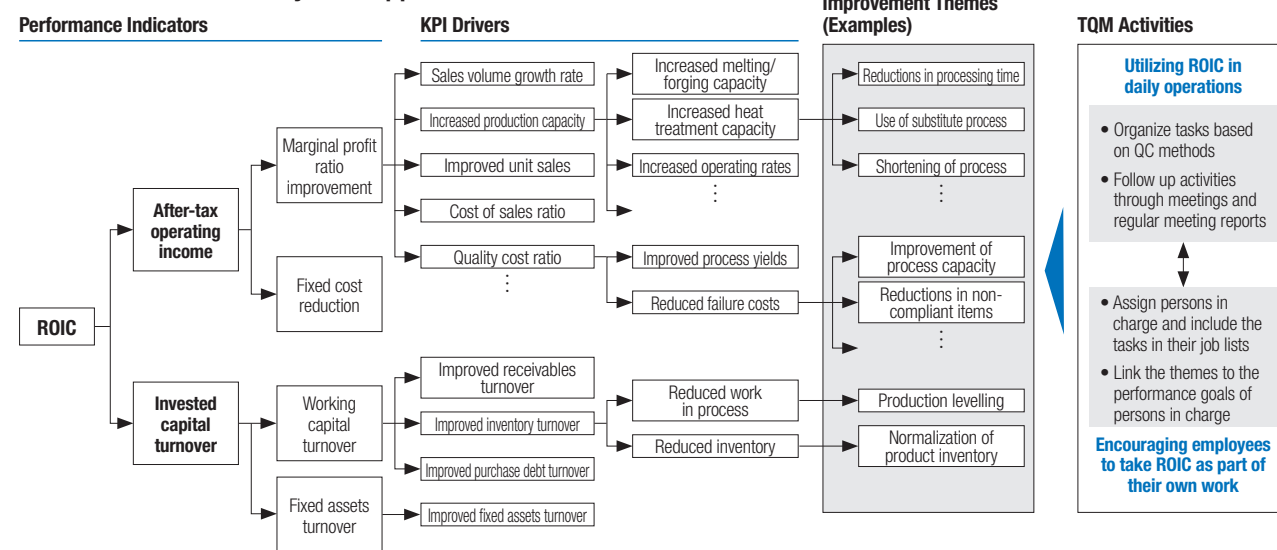 Performance Indicators
KPI Drivers
Improvement Themes
(Examples)
TQM Activities
ROIC
After-tax
operating
income
Invested
capital
turnover
Marginal profit
ratio
improvement
Fixed cost
reduction
Working
capital
turnover
Fixed assets
turnover
Sales volume growth rate
Increased production capacity
Improved unit sales
Cost of sales ratio
Quality cost ratio
⋮
Improved receivables
turnover
Improved inventory turnover
Improved purchase debt turnover
Improved fixed assets turnover
Increased melting/
forging capacity
Increased heat
treatment capacity
Increased operating rates
⋮
Improved process yields
Reduced failure costs
Reduced work
in process
Reduced inventory
Reductions in processing time
Use of substitute process
Shortening of process
⋮
Improvement of
process capacity
Reductions in non-
compliant items
⋮
Production levelling
Normalization of
product inventory
Utilizing ROIC in
daily operations
• Organize tasks based
on QC methods
• Follow up activities
through meetings and
regular meeting reports
• Assign persons in
charge and include the
tasks in their job lists
• Link the themes to the
performance goals of
persons in charge
Encouraging employees
to take ROIC as part of
their own work